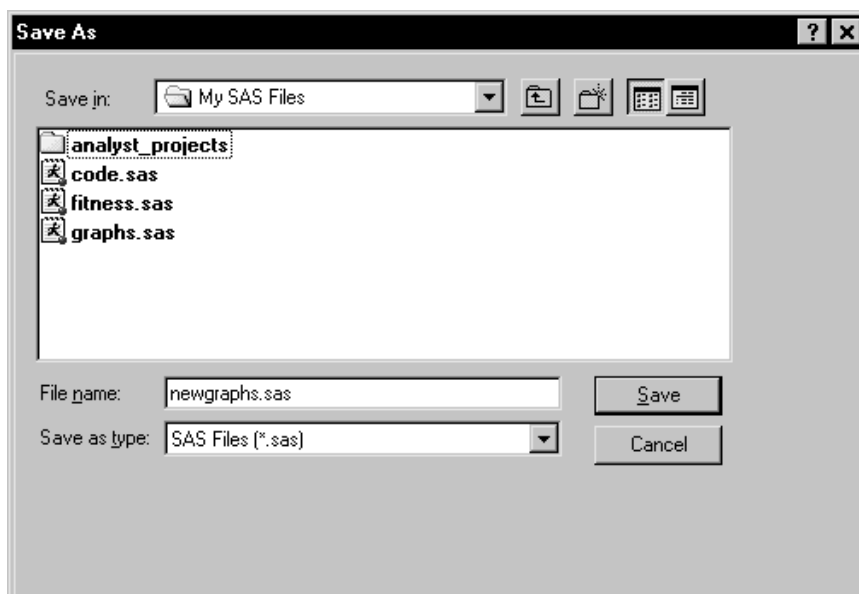 Save As
Save in: My SAS Files
analyst_projects
code.sas
fitness.sas
graphs.sas
File name: newgraphs.sas Save
Save as type: SAS Files (*.sas) Cancel